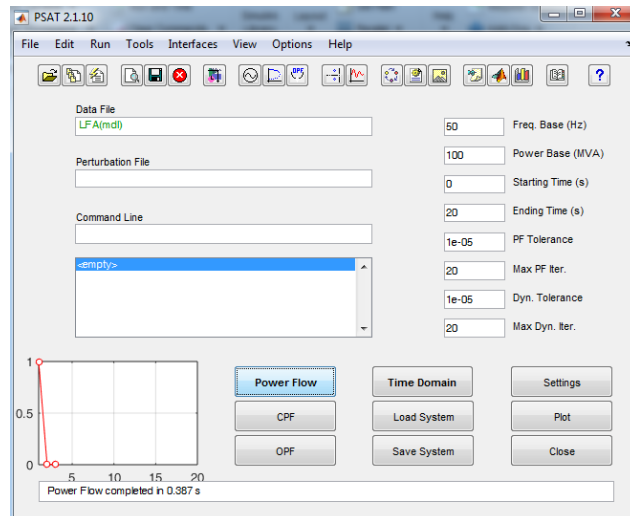 PSAT 2.1.10
File Edit Run Tools Interfaces View Options Help
OPF
Data File
LFA(mdl)
Perturbation File
Command Line
<empty>
50 Freq. Base (Hz)
100 Power Base (MVA)
0 Starting Time (s)
20 Ending Time (s)
1e-05 PF Tolerance
20 Max PF Iter.
1e-05 Dyn. Tolerance
20 Max Dyn. Iter.
1
0.5
0
5 10 15 20
Power Flow Time Domain Settings
CPF Load System Plot
OPF Save System Close
Power Flow completed in 0.387 s